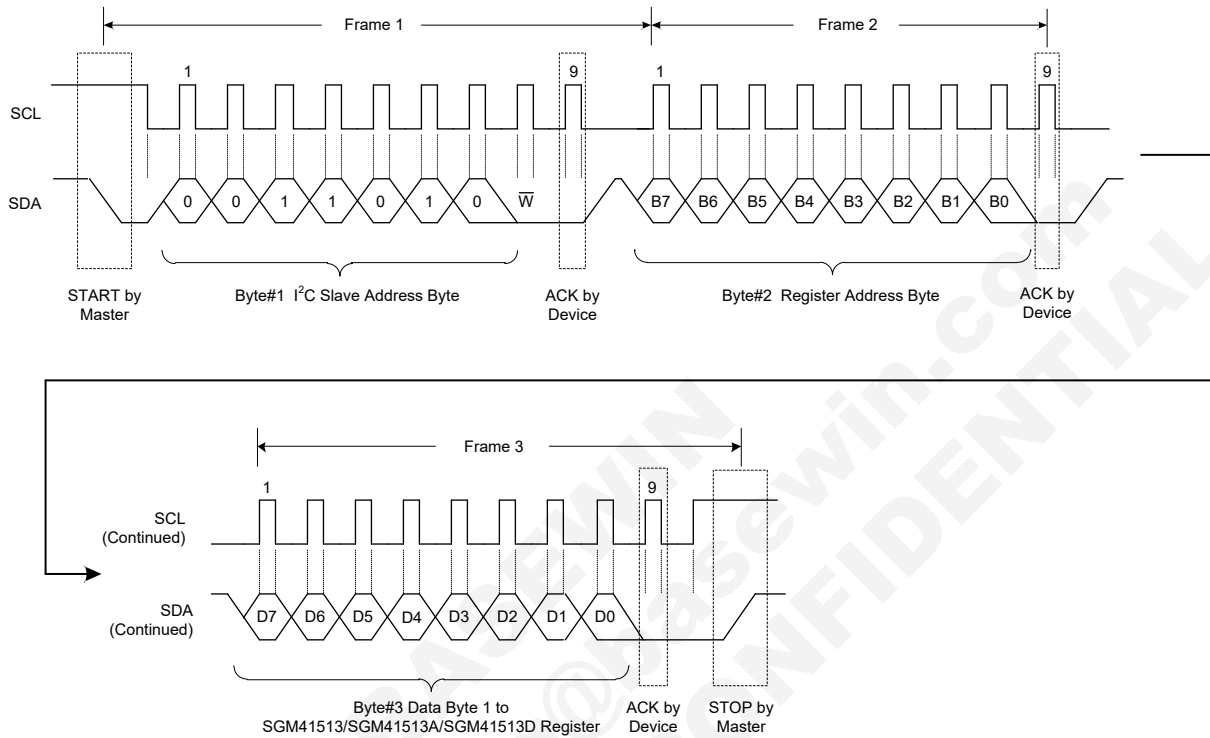 Frame 1
Frame 2
1
9
1
9
SCL
SDA
0 0 1 1 0 1 0 W̅
B7 B6 B5 B4 B3 B2 B1 B0
START by
Master
Byte#1 I²C Slave Address Byte
ACK by
Device
Byte#2 Register Address Byte
ACK by
Device
Frame 3
1
9
SCL
(Continued)
SDA
(Continued)
D7 D6 D5 D4 D3 D2 D1 D0
Byte#3 Data Byte 1 to
SGM41513/SGM41513A/SGM41513D Register
ACK by
Device
STOP by
Master
BASEWIN
@basewin.com
CONFIDENTIAL